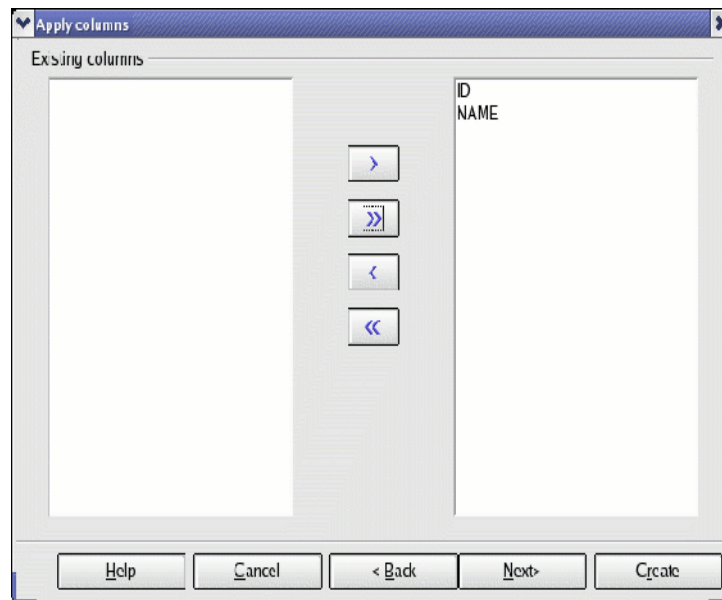 Apply columns
Existing columns
ID
NAME
>
>>
<
<<
Help
Cancel
< Back
Next>
Create